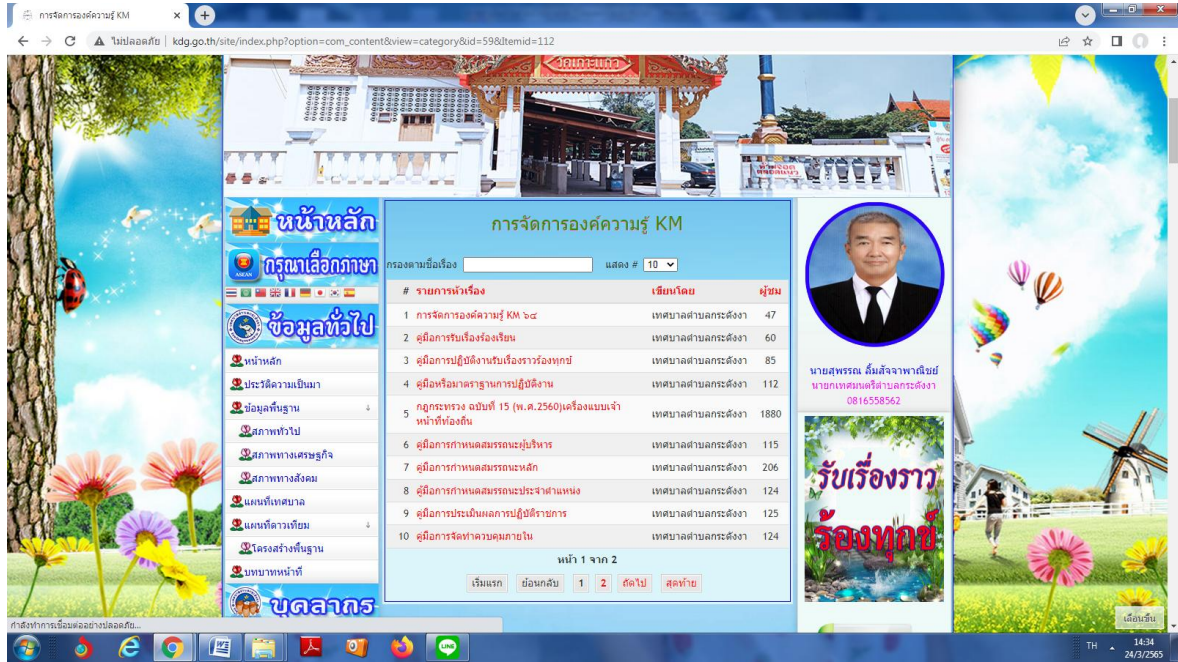 การจัดการองค์ความรู้ KM
ไม่ปลอดภัย | kdg.go.th/site/index.php?option=com_content&view=category&id=59&Itemid=112
วัดเกาะแก้ว
หน้าหลัก
กรุณาเลือกภาษา
ASEAN
ข้อมูลทั่วไป
หน้าหลัก
ประวัติความเป็นมา
ข้อมูลพื้นฐาน
สภาพทั่วไป
สภาพทางเศรษฐกิจ
สภาพทางสังคม
แผนที่เทศบาล
แผนที่ดาวเทียม
โครงสร้างพื้นฐาน
บทบาทหน้าที่
บุคลากร
การจัดการองค์ความรู้ KM
กรองตามชื่อเรื่อง แสดง # 10
# รายการหัวเรื่อง เขียนโดย ผู้ชม
1 การจัดการองค์ความรู้ KM ๖๔ เทศบาลตำบลกระดังงา 47
2 คู่มือการรับเรื่องร้องเรียน เทศบาลตำบลกระดังงา 60
3 คู่มือการปฏิบัติงานรับเรื่องราวร้องทุกข์ เทศบาลตำบลกระดังงา 85
4 คู่มือหรือมาตราฐานการปฏิบัติงาน เทศบาลตำบลกระดังงา 112
5 กฎกระทรวง ฉบับที่ 15 (พ.ศ.2560)เครื่องแบบเจ้า
หน้าที่ท้องถิ่น เทศบาลตำบลกระดังงา 1880
6 คู่มือการกำหนดสมรรถนะผู้บริหาร เทศบาลตำบลกระดังงา 115
7 คู่มือการกำหนดสมรรถนะหลัก เทศบาลตำบลกระดังงา 206
8 คู่มือการกำหนดสมรรถนะประจำตำแหน่ง เทศบาลตำบลกระดังงา 124
9 คู่มือการประเมินผลการปฏิบัติราชการ เทศบาลตำบลกระดังงา 125
10 คู่มือการจัดทำควบคุมภายใน เทศบาลตำบลกระดังงา 124
หน้า 1 จาก 2
เริ่มแรก ย้อนกลับ 1 2 ถัดไป สุดท้าย
นายสุพรรณ ลิ้มสัจจาพาณิชย์
นายกเทศมนตรีตำบลกระดังงา
0816558562
รับเรื่องราว
ร้องทุกข์
เลื่อนขึ้น
กำลังทำการเชื่อมต่ออย่างปลอดภัย...
LINE
TH
14:34
24/3/2565